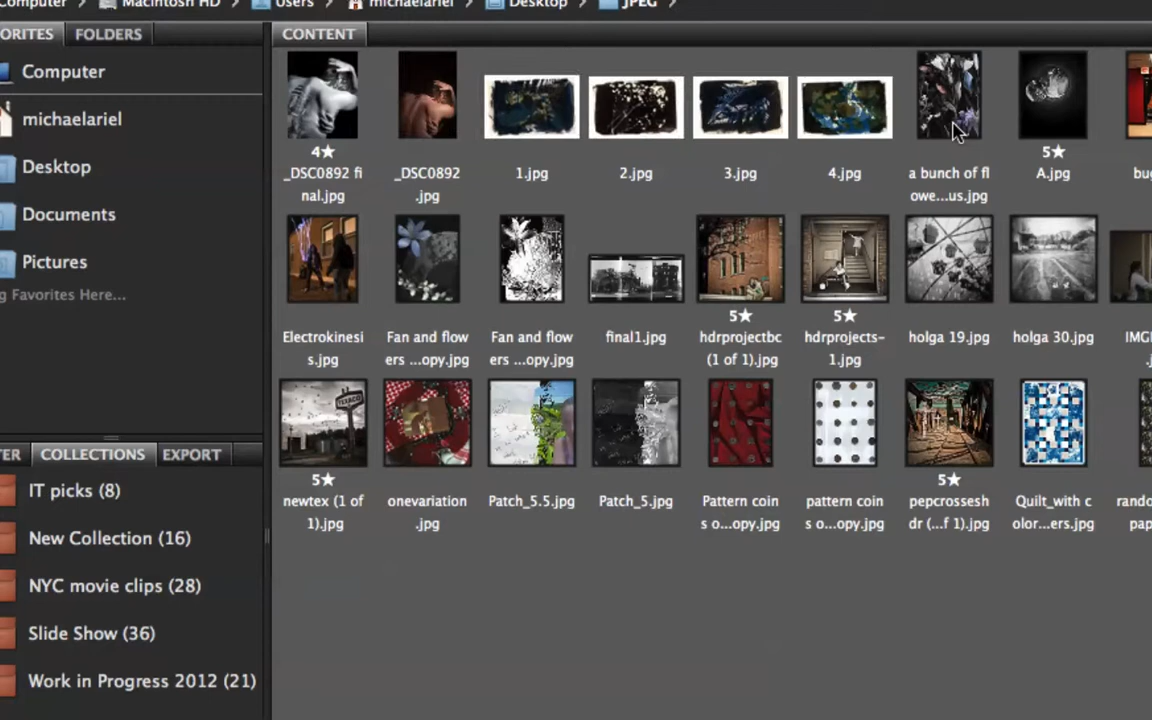 Computer Macintosh HD Users michaelariel Desktop JPEG
ORITES FOLDERS CONTENT
Computer
michaelariel
Desktop
Documents
Pictures
g Favorites Here...
4★ 5★
_DSC0892 fi _DSC0892 1.jpg 2.jpg 3.jpg 4.jpg a bunch of fl A.jpg bug
nal.jpg .jpg owe...us.jpg
5★ 5★
Electrokinesi Fan and flow Fan and flow final1.jpg hdrprojectbc hdrprojects- holga 19.jpg holga 30.jpg IMG
s.jpg ers ...opy.jpg ers ...opy.jpg (1 of 1).jpg 1.jpg
TEXACO
5★ 5★
newtex (1 of onevariation Patch_5.5.jpg Patch_5.jpg Pattern coin pattern coin pepcrossesh Quilt_with c rando
1).jpg .jpg s o...opy.jpg s o...opy.jpg dr (...f 1).jpg olor...ers.jpg pap
TER COLLECTIONS EXPORT
IT picks (8)
New Collection (16)
NYC movie clips (28)
Slide Show (36)
Work in Progress 2012 (21)